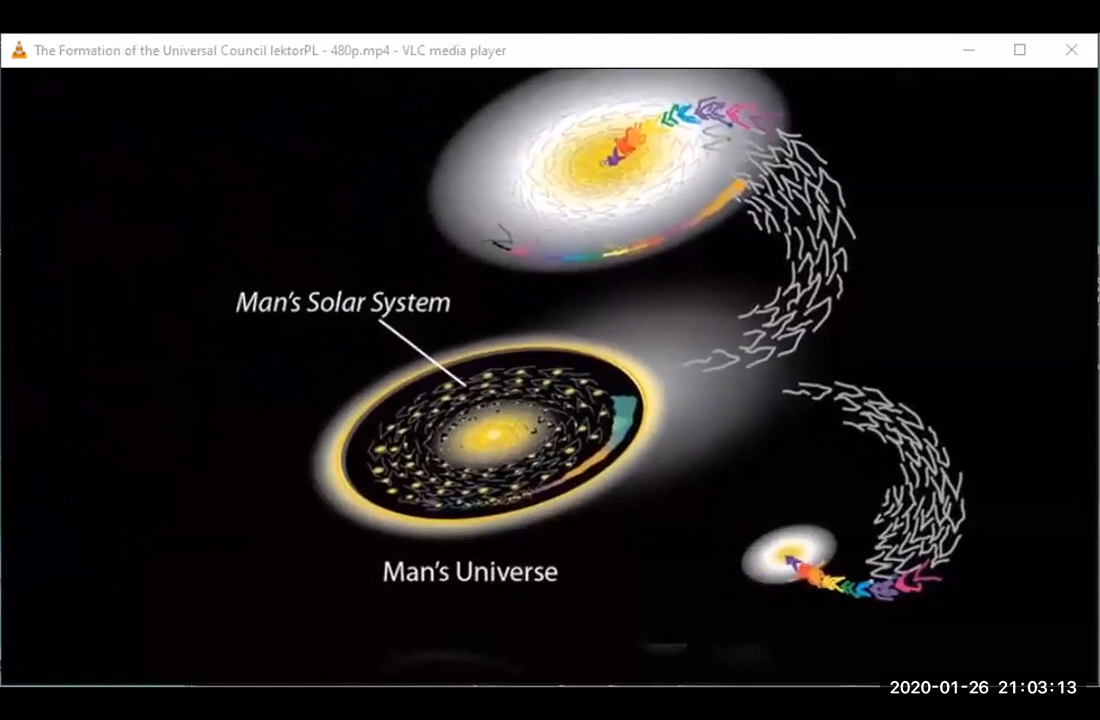 The Formation of the Universal Council lektorPL - 480p.mp4 - VLC media player
Man's Solar System
Man's Universe
2020-01-26 21:03:13